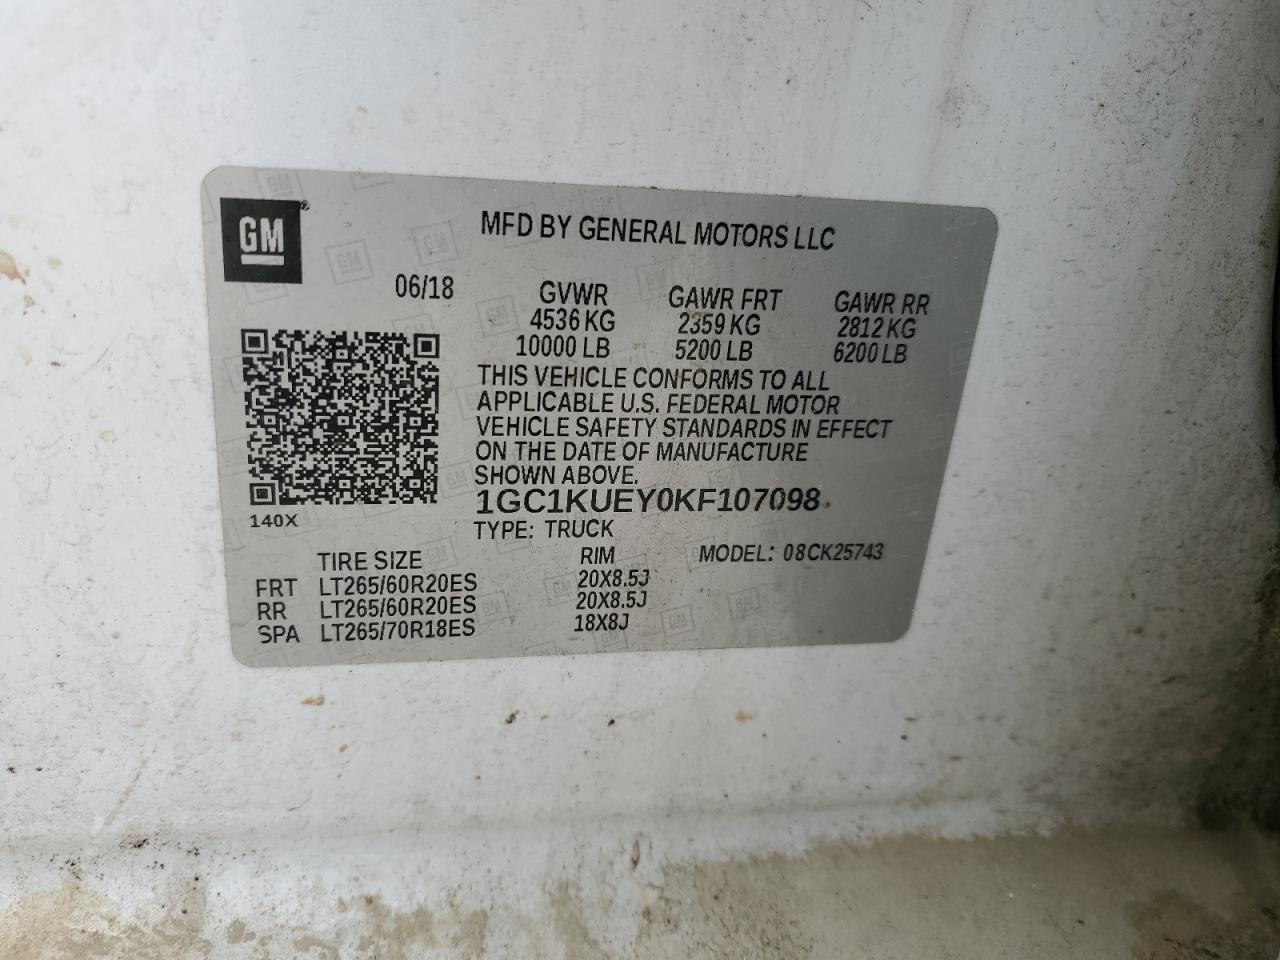 GM®
MFD BY GENERAL MOTORS LLC
06/18 GVWR GAWR FRT GAWR RR
4536 KG 2359 KG 2812 KG
10000 LB 5200 LB 6200 LB
THIS VEHICLE CONFORMS TO ALL
APPLICABLE U.S. FEDERAL MOTOR
VEHICLE SAFETY STANDARDS IN EFFECT
ON THE DATE OF MANUFACTURE
SHOWN ABOVE.
1GC1KUEY0KF107098
140X
TYPE: TRUCK
TIRE SIZE RIM MODEL: 08CK25743
FRT LT265/60R20ES 20X8.5J
RR LT265/60R20ES 20X8.5J
SPA LT265/70R18ES 18X8J